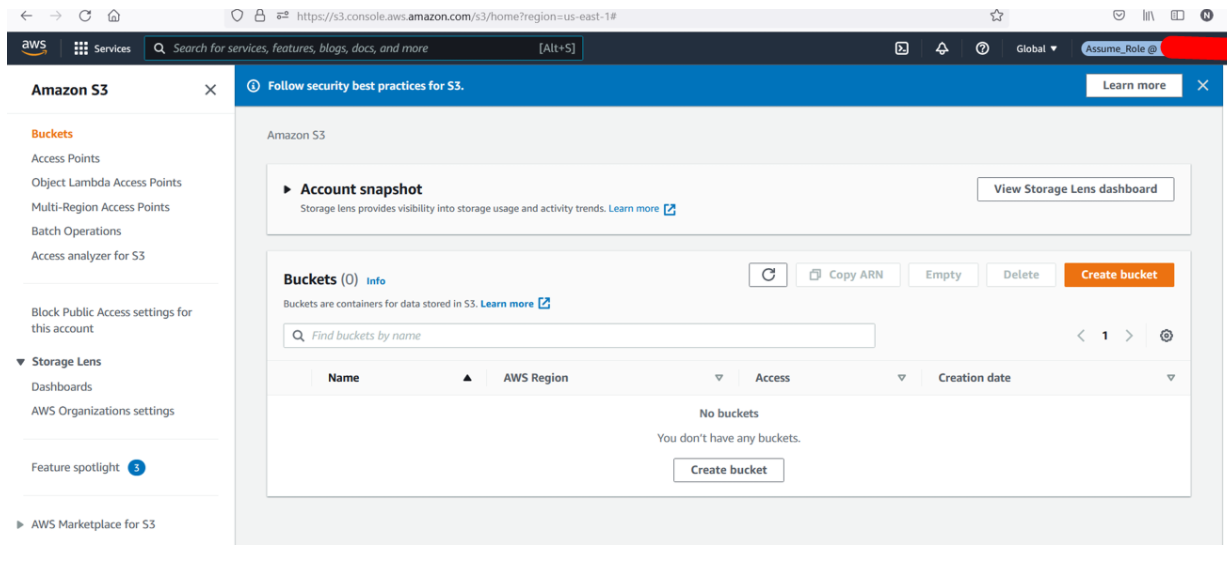 https://s3.console.aws.amazon.com/s3/home?region=us-east-1#
N
aws
Services
Search for services, features, blogs, docs, and more
[Alt+S]
Global
Assume_Role @
Amazon S3
Follow security best practices for S3.
Learn more
Buckets
Access Points
Object Lambda Access Points
Multi-Region Access Points
Batch Operations
Access analyzer for S3
Block Public Access settings for
this account
Storage Lens
Dashboards
AWS Organizations settings
Feature spotlight 3
AWS Marketplace for S3
Amazon S3
Account snapshot
Storage lens provides visibility into storage usage and activity trends. Learn more
View Storage Lens dashboard
Buckets (0) Info
Copy ARN
Empty
Delete
Create bucket
Buckets are containers for data stored in S3. Learn more
Find buckets by name
1
Name
AWS Region
Access
Creation date
No buckets
You don't have any buckets.
Create bucket